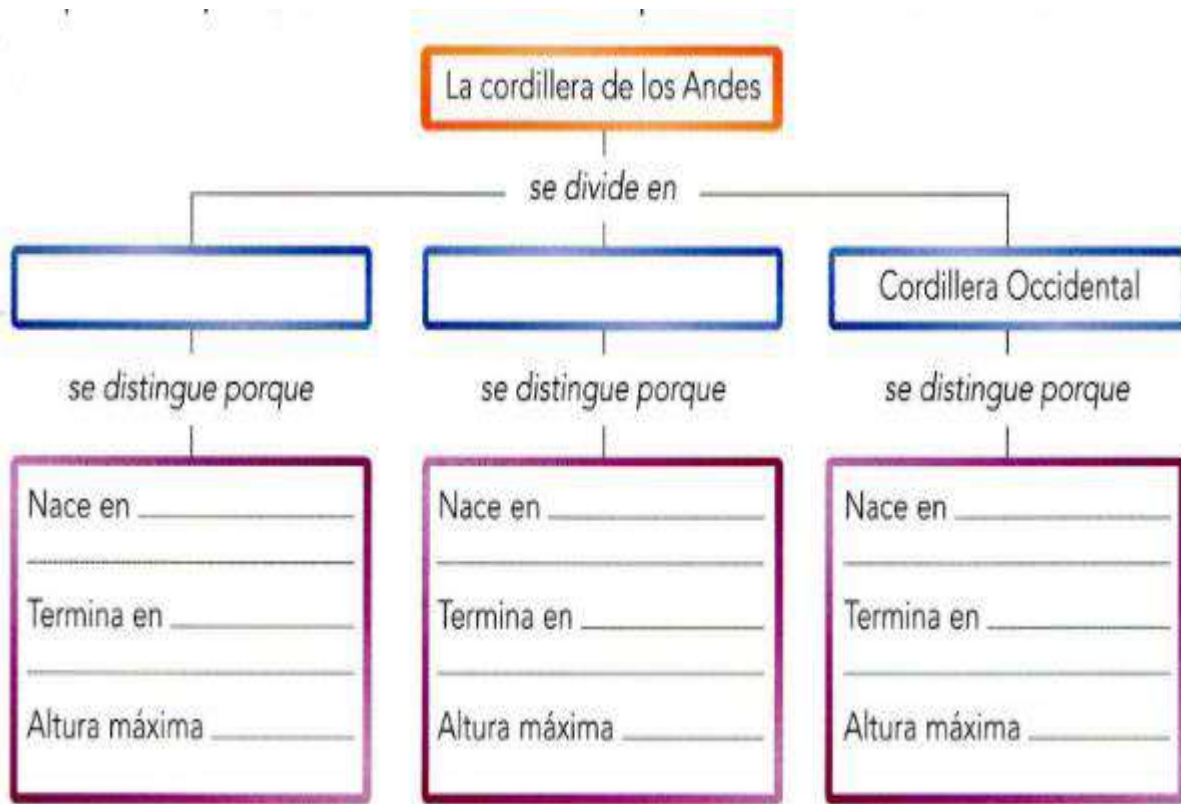 La cordillera de los Andes
se divide en
Cordillera Occidental
se distingue porque
se distingue porque
se distingue porque
Nace en
Termina en
Altura máxima
Nace en
Termina en
Altura máxima
Nace en
Termina en
Altura máxima